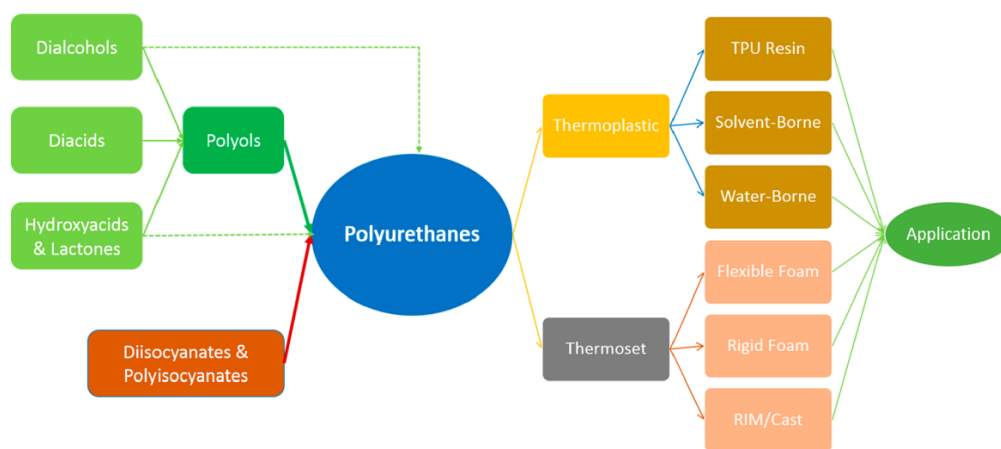 Dialcohols
Diacids
Hydroxyacids
& Lactones
Polyols
Diisocyanates &
Polyisocyanates
Polyurethanes
Thermoplastic
Thermoset
TPU Resin
Solvent-Borne
Water-Borne
Flexible Foam
Rigid Foam
RIM/Cast
Application